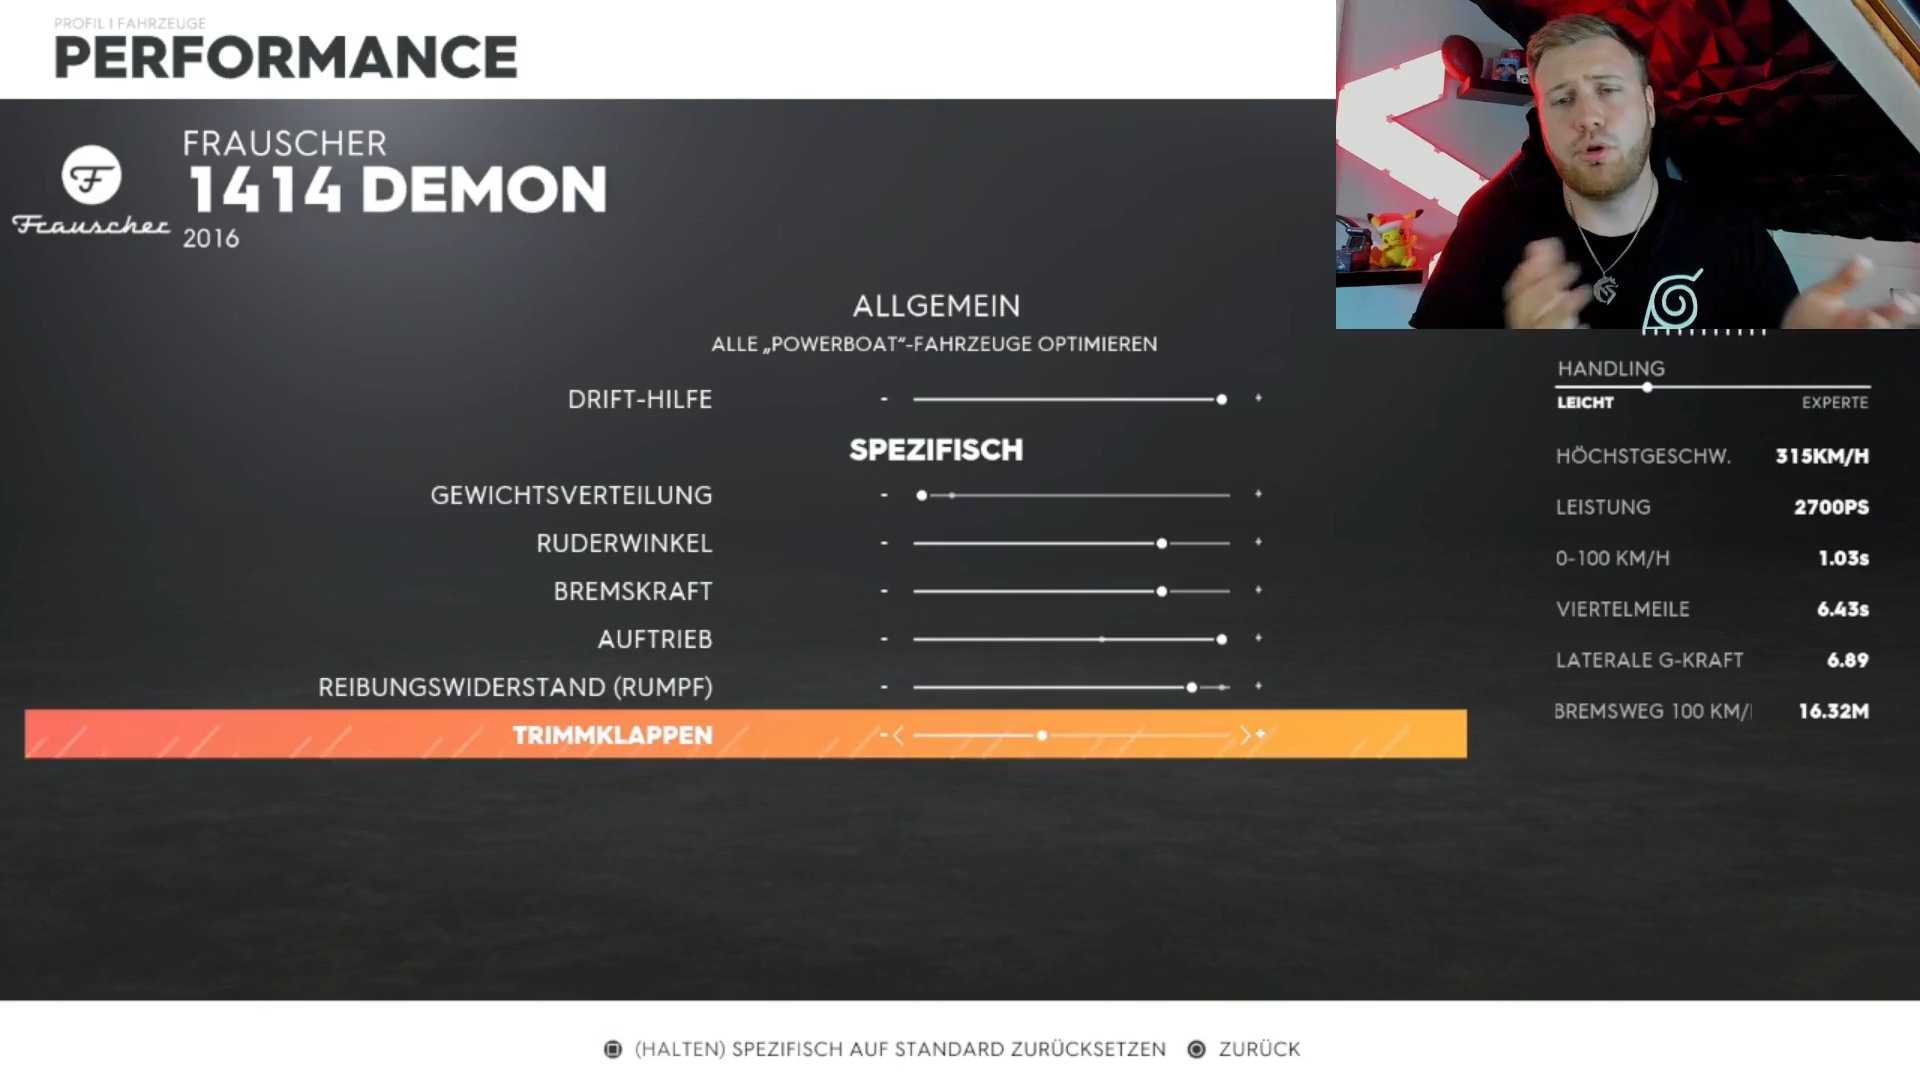 PROFIL I FAHRZEUGE
PERFORMANCE
FRAUSCHER
1414 DEMON
2016
Frauscher
ALLGEMEIN
ALLE „POWERBOAT“-FAHRZEUGE OPTIMIEREN
DRIFT-HILFE - +
SPEZIFISCH
GEWICHTSVERTEILUNG - +
RUDERWINKEL - +
BREMSKRAFT - +
AUFTRIEB - +
REIBUNGSWIDERSTAND (RUMPF) - +
TRIMMKLAPPEN - < > +
HANDLING
LEICHT EXPERTE
HÖCHSTGESCHW. 315KM/H
LEISTUNG 2700PS
0-100 KM/H 1.03s
VIERTELMEILE 6.43s
LATERALE G-KRAFT 6.89
BREMSWEG 100 KM/ 16.32M
(HALTEN) SPEZIFISCH AUF STANDARD ZURÜCKSETZEN ZURÜCK